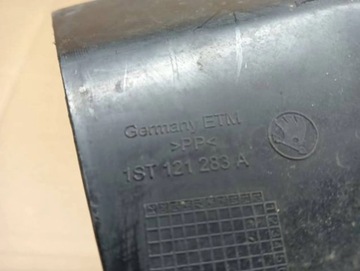 Germany ETM
>PP<
1ST 121 283 A